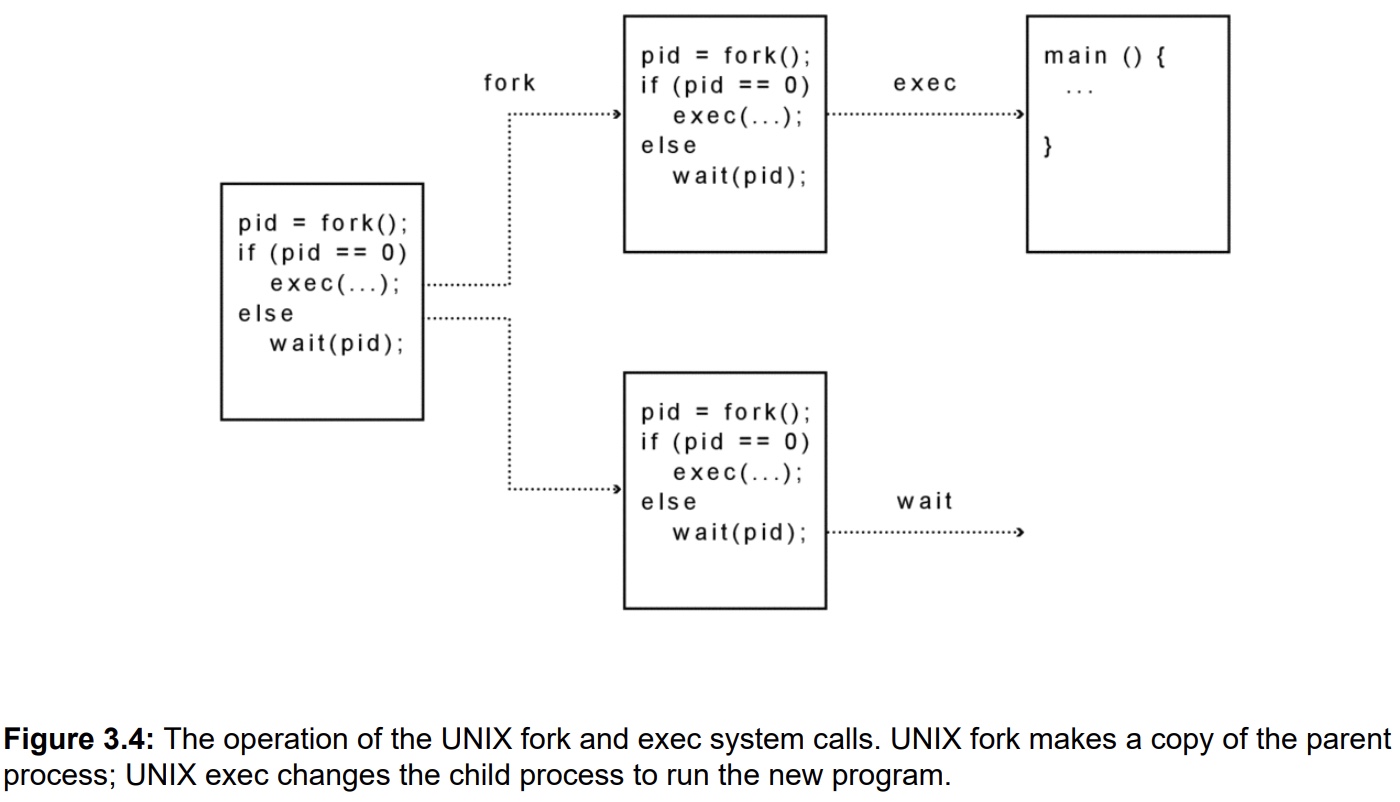 fork
pid = fork();
if (pid == 0)
exec(...);
else
wait(pid);
exec
main () {
...
}
pid = fork();
if (pid == 0)
exec(...);
else
wait(pid);
pid = fork();
if (pid == 0)
exec(...);
else
wait(pid);
wait
Figure 3.4: The operation of the UNIX fork and exec system calls. UNIX fork makes a copy of the parent
process; UNIX exec changes the child process to run the new program.